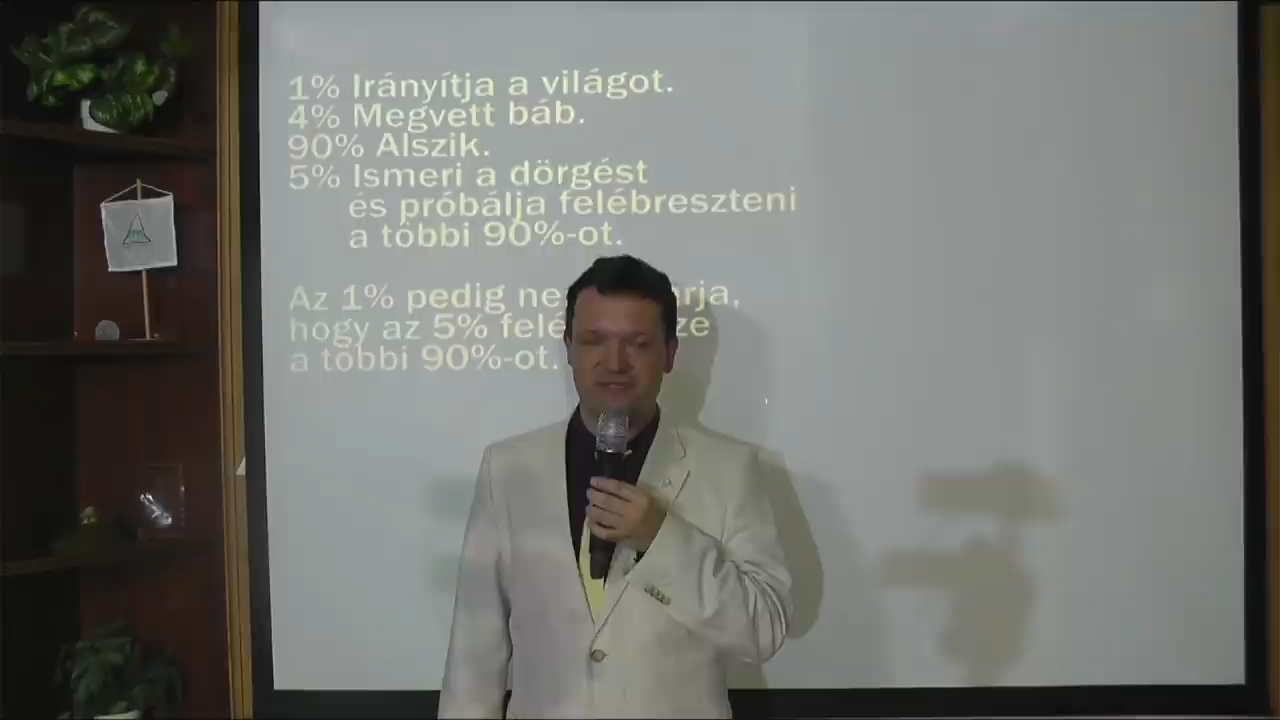 1% Irányítja a világot.
4% Megvett báb.
90% Alszik.
5% Ismeri a dörgést
és próbálja felébreszteni
a többi 90%-ot.
Az 1% pedig
hogy az 5%
a többi 90%-ot.